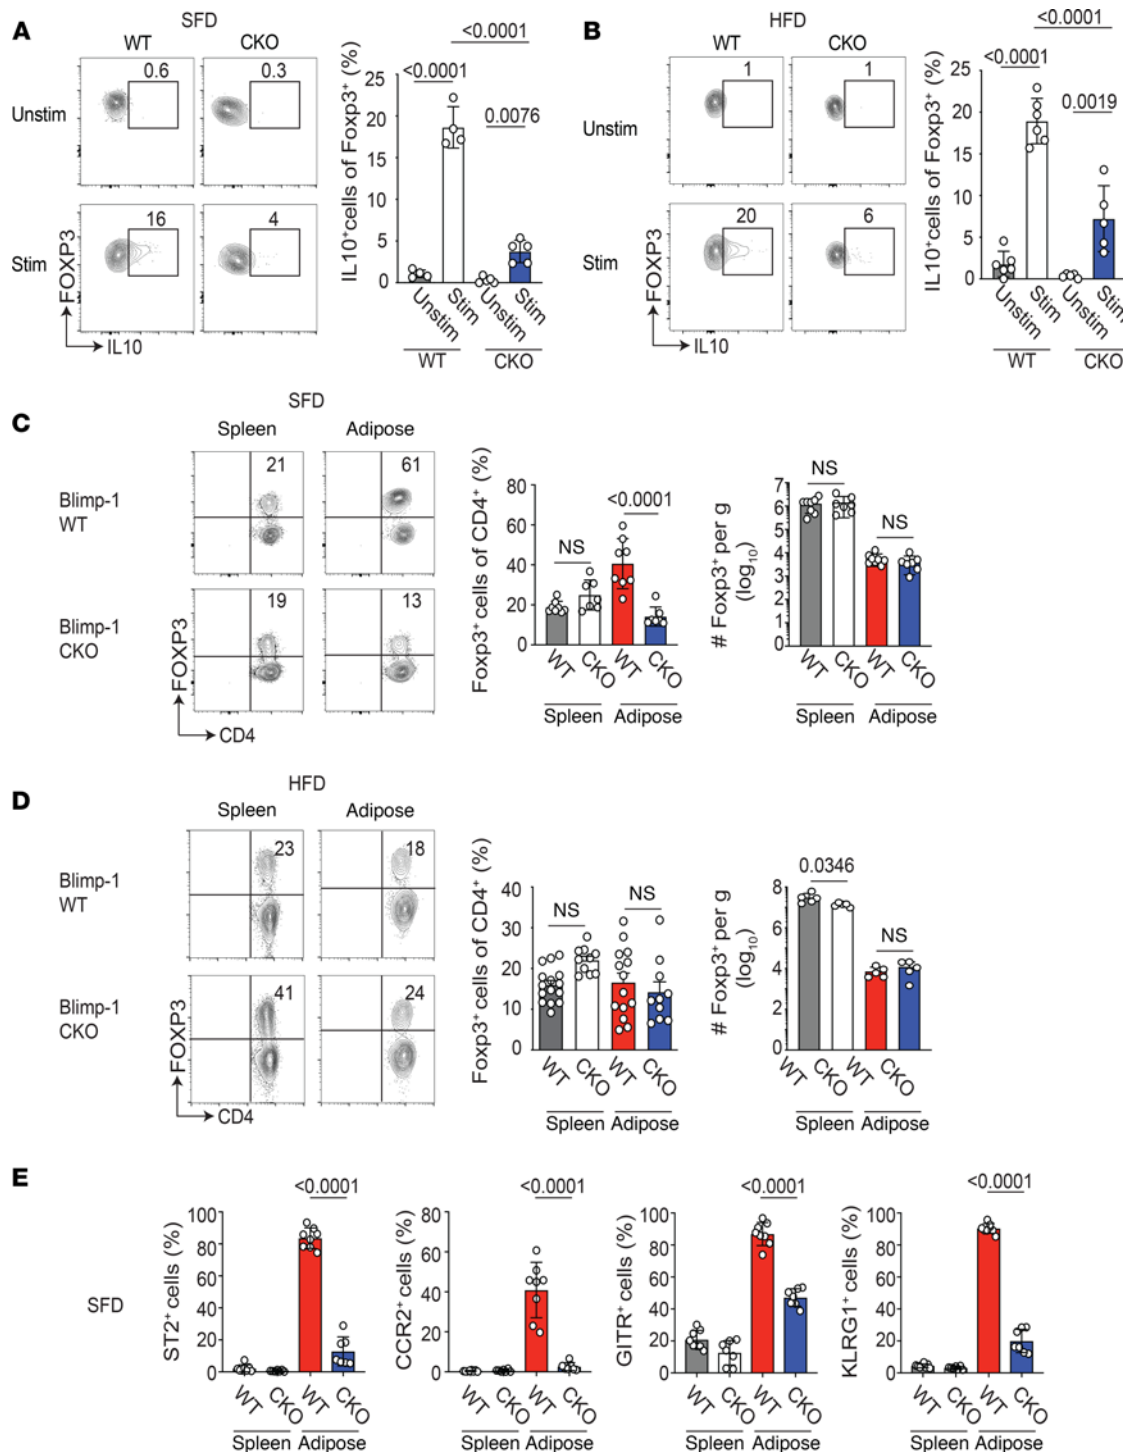 A
SFD
WT CKO
Unstim
0.6 0.3
Stim
16 4
FOXP3
IL10
IL10+cells of Foxp3+ (%)
25
20
15
10
5
0
<0.0001
<0.0001
0.0076
Unstim Stim Unstim Stim
WT CKO
B
HFD
WT CKO
Unstim
1 1
Stim
20 6
FOXP3
IL10
IL10+cells of Foxp3+ (%)
25
20
15
10
5
0
<0.0001
<0.0001
0.0019
Unstim Stim Unstim Stim
WT CKO
C
SFD
Spleen Adipose
Blimp-1
WT
21 61
Blimp-1
CKO
19 13
FOXP3
CD4
Foxp3+ cells of CD4+ (%)
80
60
40
20
0
NS
<0.0001
WT CKO WT CKO
Spleen Adipose
# Foxp3+ per g
(log10)
7
6
5
4
3
2
1
0
NS
NS
WT CKO WT CKO
Spleen Adipose
D
HFD
Spleen Adipose
Blimp-1
WT
23 18
Blimp-1
CKO
41 24
FOXP3
CD4
Foxp3+ cells of CD4+ (%)
40
30
20
10
0
NS
NS
WT CKO WT CKO
Spleen Adipose
# Foxp3+ per g
(log10)
8
6
4
2
0
0.0346
NS
WT CKO WT CKO
Spleen Adipose
E
SFD
ST2+ cells (%)
100
80
60
40
20
0
<0.0001
WT CKO WT CKO
Spleen Adipose
CCR2+ cells (%)
80
60
40
20
0
<0.0001
WT CKO WT CKO
Spleen Adipose
GITR+ cells (%)
100
80
60
40
20
0
<0.0001
WT CKO WT CKO
Spleen Adipose
KLRG1+ cells (%)
100
80
60
40
20
0
<0.0001
WT CKO WT CKO
Spleen Adipose